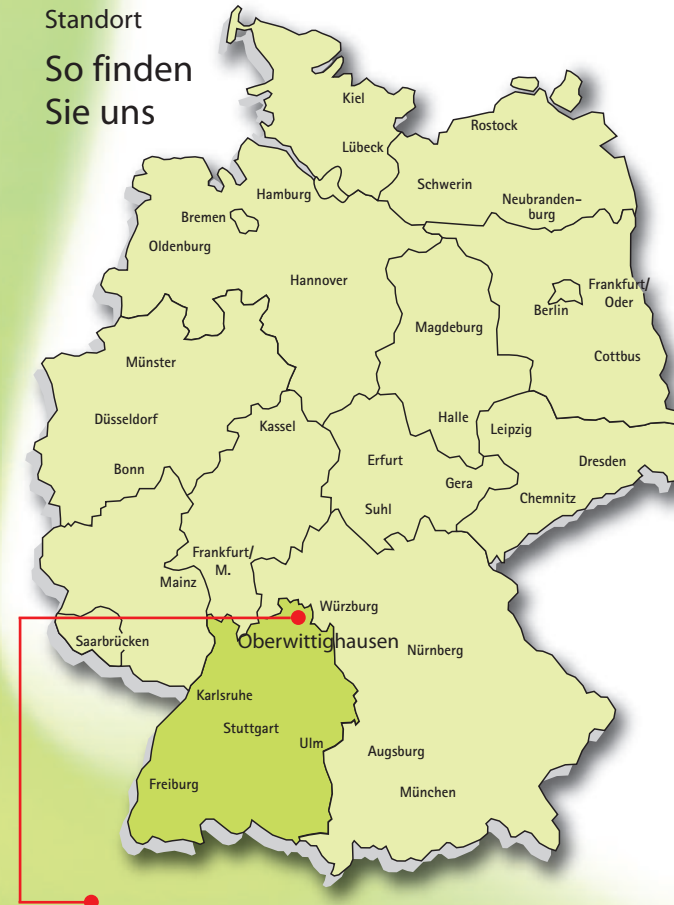 Standort
So finden
Sie uns
Kiel
Rostock
Lübeck
Schwerin
Hamburg
Neubranden-
burg
Bremen
Oldenburg
Hannover
Frankfurt/
Oder
Berlin
Magdeburg
Münster
Cottbus
Düsseldorf
Kassel
Halle
Leipzig
Bonn
Erfurt
Dresden
Gera
Chemnitz
Suhl
Frankfurt/
M.
Mainz
Würzburg
Saarbrücken
Oberwittighausen
Nürnberg
Karlsruhe
Stuttgart
Ulm
Augsburg
Freiburg
München